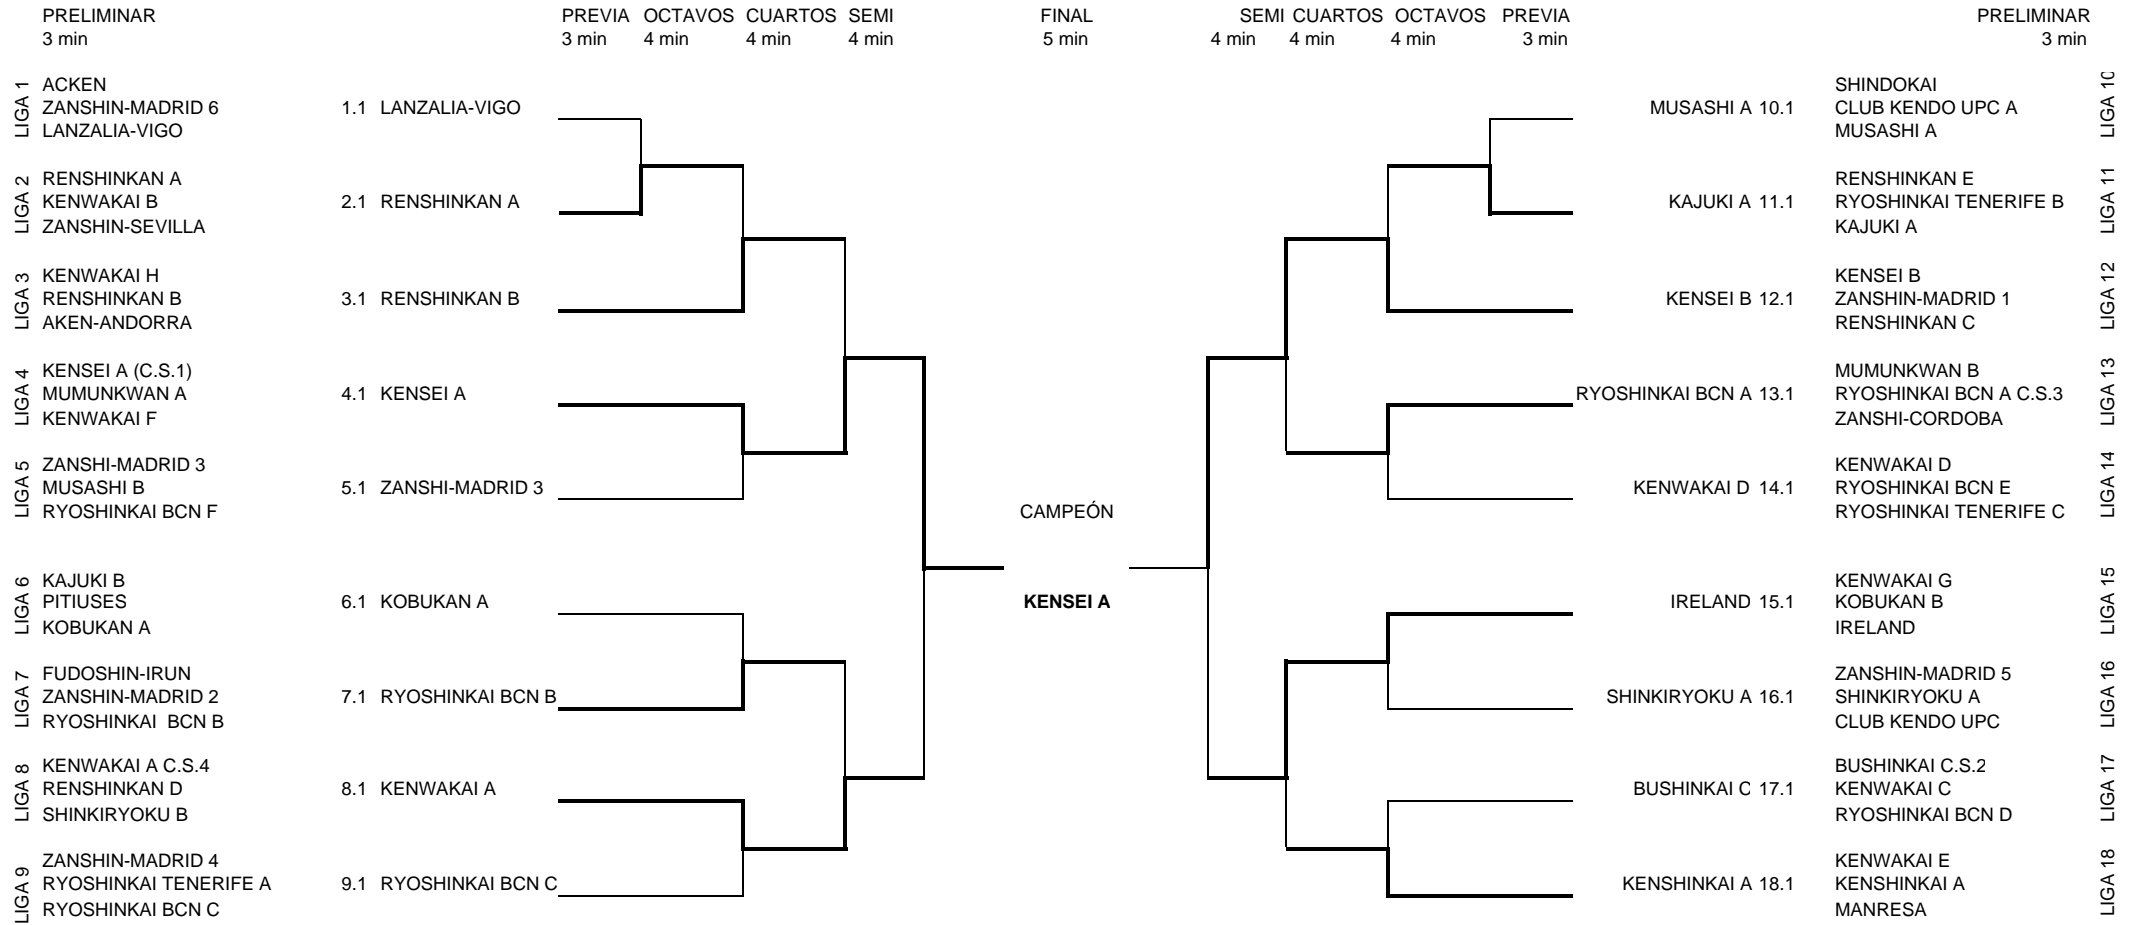 PRELIMINAR PREVIA OCTAVOS CUARTOS SEMI FINAL SEMI CUARTOS OCTAVOS PREVIA PRELIMINAR
3 min 3 min 4 min 4 min 4 min 5 min 4 min 4 min 4 min 3 min 3 min
LIGA 1
ACKEN
ZANSHIN-MADRID 6
LANZALIA-VIGO
1.1 LANZALIA-VIGO
LIGA 2
RENSHINKAN A
KENWAKAI B
ZANSHIN-SEVILLA
2.1 RENSHINKAN A
LIGA 3
KENWAKAI H
RENSHINKAN B
AKEN-ANDORRA
3.1 RENSHINKAN B
LIGA 4
KENSEI A (C.S.1)
MUMUNKWAN A
KENWAKAI F
4.1 KENSEI A
LIGA 5
ZANSHI-MADRID 3
MUSASHI B
RYOSHINKAI BCN F
5.1 ZANSHI-MADRID 3
LIGA 6
KAJUKI B
PITIUSES
KOBUKAN A
6.1 KOBUKAN A
LIGA 7
FUDOSHIN-IRUN
ZANSHIN-MADRID 2
RYOSHINKAI  BCN B
7.1 RYOSHINKAI BCN B
LIGA 8
KENWAKAI A C.S.4
RENSHINKAN D
SHINKIRYOKU B
8.1 KENWAKAI A
LIGA 9
ZANSHIN-MADRID 4
RYOSHINKAI TENERIFE A
RYOSHINKAI BCN C
9.1 RYOSHINKAI BCN C
CAMPEÓN
KENSEI A
MUSASHI A 10.1
SHINDOKAI
CLUB KENDO UPC A
MUSASHI A
LIGA 10
KAJUKI A 11.1
RENSHINKAN E
RYOSHINKAI TENERIFE B
KAJUKI A
LIGA 11
KENSEI B 12.1
KENSEI B
ZANSHIN-MADRID 1
RENSHINKAN C
LIGA 12
RYOSHINKAI BCN A 13.1
MUMUNKWAN B
RYOSHINKAI BCN A C.S.3
ZANSHI-CORDOBA
LIGA 13
KENWAKAI D 14.1
KENWAKAI D
RYOSHINKAI BCN E
RYOSHINKAI TENERIFE C
LIGA 14
IRELAND 15.1
KENWAKAI G
KOBUKAN B
IRELAND
LIGA 15
SHINKIRYOKU A 16.1
ZANSHIN-MADRID 5
SHINKIRYOKU A
CLUB KENDO UPC
LIGA 16
BUSHINKAI C 17.1
BUSHINKAI C.S.2
KENWAKAI C
RYOSHINKAI BCN D
LIGA 17
KENSHINKAI A 18.1
KENWAKAI E
KENSHINKAI A
MANRESA
LIGA 18